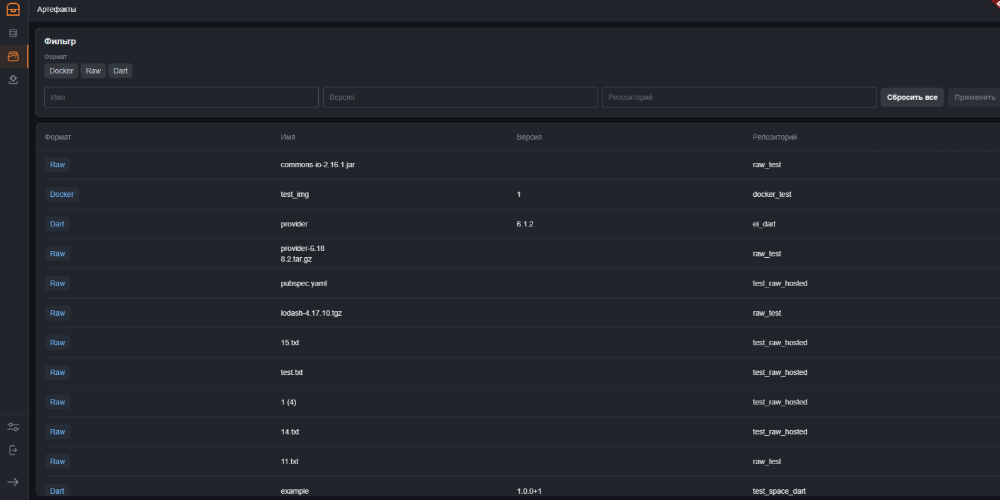 Артефакты
Фильтр
Формат
Docker Raw Dart
Имя Версия Репозиторий Сбросить все Применить
Формат Имя Версия Репозиторий
Raw commons-io-2.16.1.jar raw_test
Docker test_img 1 docker_test
Dart provider 6.1.2 ei_dart
Raw provider-6.18
8.2.tar.gz raw_test
Raw pubspec.yaml test_raw_hosted
Raw lodash-4.17.10.tgz raw_test
Raw 15.txt test_raw_hosted
Raw test.txt test_raw_hosted
Raw 1 (4) test_raw_hosted
Raw 14.txt test_raw_hosted
Raw 11.txt raw_test
Dart example 1.0.0+1 test_space_dart